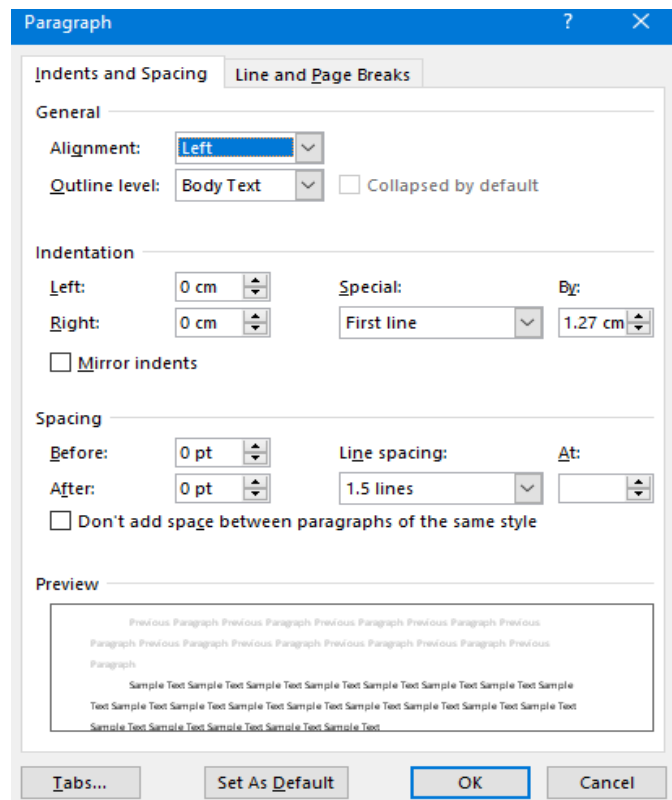 Paragraph ?
Indents and Spacing Line and Page Breaks
General
Alignment: Left
Outline level: Body Text Collapsed by default
Indentation
Left: 0 cm Special: By:
Right: 0 cm First line 1.27 cm
Mirror indents
Spacing
Before: 0 pt Line spacing: At:
After: 0 pt 1.5 lines
Don't add space between paragraphs of the same style
Preview
Previous Paragraph Previous Paragraph Previous Paragraph Previous Paragraph Previous
Paragraph Previous Paragraph Previous Paragraph Previous Paragraph Previous Paragraph Previous
Paragraph
Sample Text Sample Text Sample Text Sample Text Sample Text Sample Text Sample Text Sample
Text Sample Text Sample Text Sample Text Sample Text Sample Text Sample Text Sample Text
Sample Text Sample Text Sample Text Sample Text Sample Text
Tabs... Set As Default OK Cancel